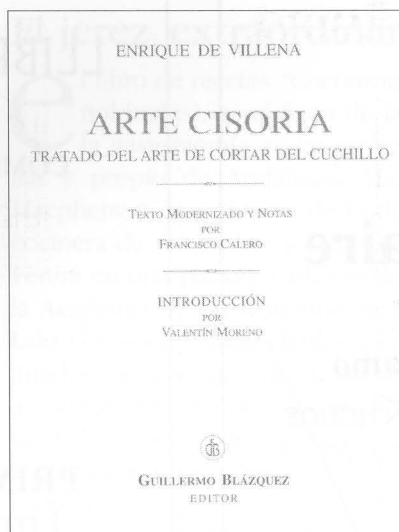 ENRIQUE DE VILLENA
ARTE CISORIA
TRATADO DEL ARTE DE CORTAR DEL CUCHILLO
TEXTO MODERNIZADO Y NOTAS
POR
FRANCISCO CALERO
INTRODUCCIÓN
POR
VALENTÍN MORENO
GUILLERMO BLÁZQUEZ
EDITOR